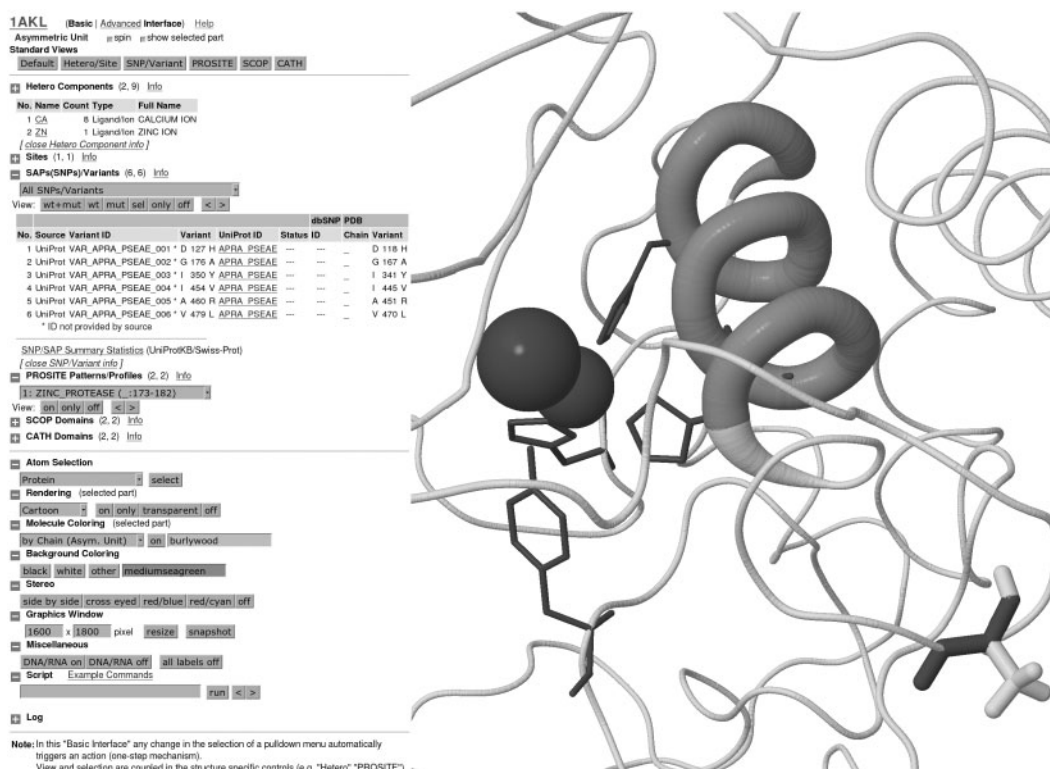 1AKL (Basic | Advanced Interface) Help
Asymmetric Unit spin show selected part
Standard Views
Default Hetero/Site SNP/Variant PROSITE SCOP CATH
Hetero Components (2, 9) Info
No. Name Count Type Full Name
1 CA 8 Ligand/Ion CALCIUM ION
2 ZN 1 Ligand/Ion ZINC ION
[ close Hetero Component info ]
Sites (1, 1) Info
SAPs(SNPs)/Variants (6, 6) Info
All SNPs/Variants
View: wt+mut wt mut sel only off < >
dbSNP PDB
No. Source Variant ID Variant UniProt ID Status ID Chain Variant
1 UniProt VAR_APRA_PSEAE_001 * D 127 H APRA_PSEAE --- --- _ D 118 H
2 UniProt VAR_APRA_PSEAE_002 * G 176 A APRA_PSEAE --- --- _ G 167 A
3 UniProt VAR_APRA_PSEAE_003 * I 350 Y APRA_PSEAE --- --- _ I 341 Y
4 UniProt VAR_APRA_PSEAE_004 * I 454 V APRA_PSEAE --- --- _ I 445 V
5 UniProt VAR_APRA_PSEAE_005 * A 460 R APRA_PSEAE --- --- _ A 451 R
6 UniProt VAR_APRA_PSEAE_006 * V 479 L APRA_PSEAE --- --- _ V 470 L
* ID not provided by source
SNP/SAP Summary Statistics (UniProtKB/Swiss-Prot)
[ close SNP/Variant info ]
PROSITE Patterns/Profiles (2, 2) Info
1: ZINC_PROTEASE (_:173-182)
View: on only off < >
SCOP Domains (2, 2) Info
CATH Domains (2, 2) Info
Atom Selection
Protein select
Rendering (selected part)
Cartoon on only transparent off
Molecule Coloring (selected part)
by Chain (Asym. Unit) on burlywood
Background Coloring
black white other mediumseagreen
Stereo
side by side cross eyed red/blue red/cyan off
Graphics Window
1600 x 1800 pixel resize snapshot
Miscellaneous
DNA/RNA on DNA/RNA off all labels off
Script Example Commands
run < >
Log
Note: In this "Basic Interface" any change in the selection of a pulldown menu automatically
triggers an action (one-step mechanism).
View and selection are coupled in the structure specific controls (e.g. "Hetero" "PROSITE")